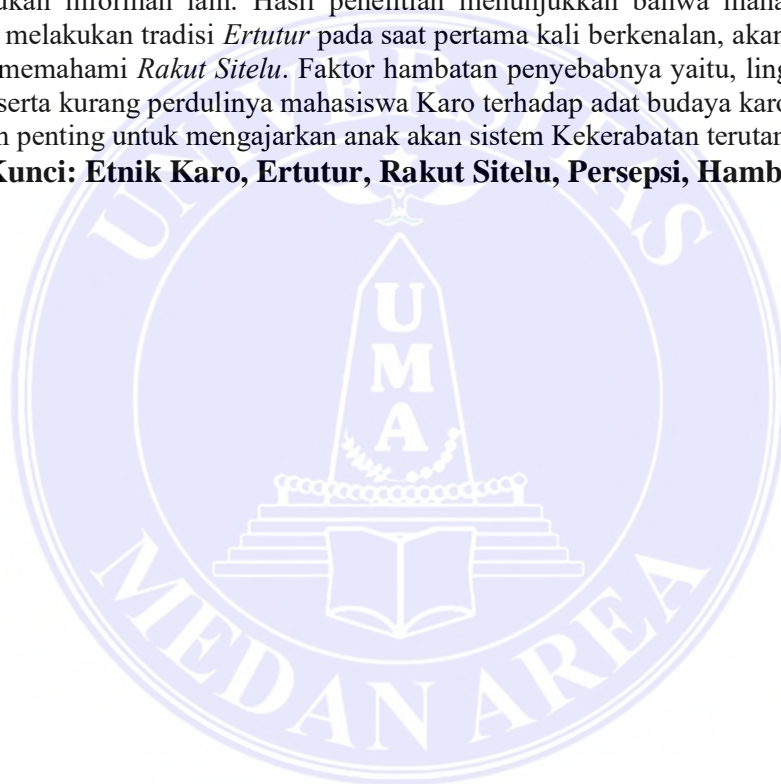 ukan informan lain. Hasil penelitian menunjukkan bahwa maha
melakukan tradisi Ertutur pada saat pertama kali berkenalan, akan
memahami Rakut Sitelu. Faktor hambatan penyebabnya yaitu, ling
serta kurang perdulinya mahasiswa Karo terhadap adat budaya karo
n penting untuk mengajarkan anak akan sistem Kekerabatan terutam
Kunci: Etnik Karo, Ertutur, Rakut Sitelu, Persepsi, Hamb
UNIVERSITAS
U
M
A
MEDAN AREA